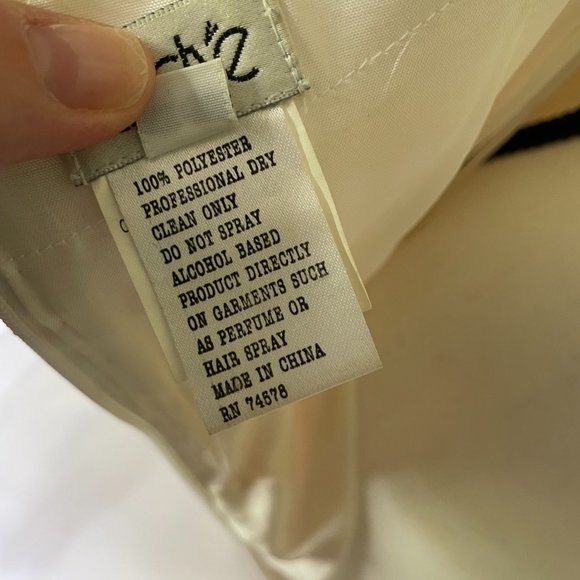 100% POLYESTER
PROFESSIONAL DRY
CLEAN ONLY
DO NOT SPRAY
ALCOHOL BASED
PRODUCT DIRECTLY
ON GARMENTS SUCH
AS PERFUME OR
HAIR SPRAY
MADE IN CHINA
RN 74578